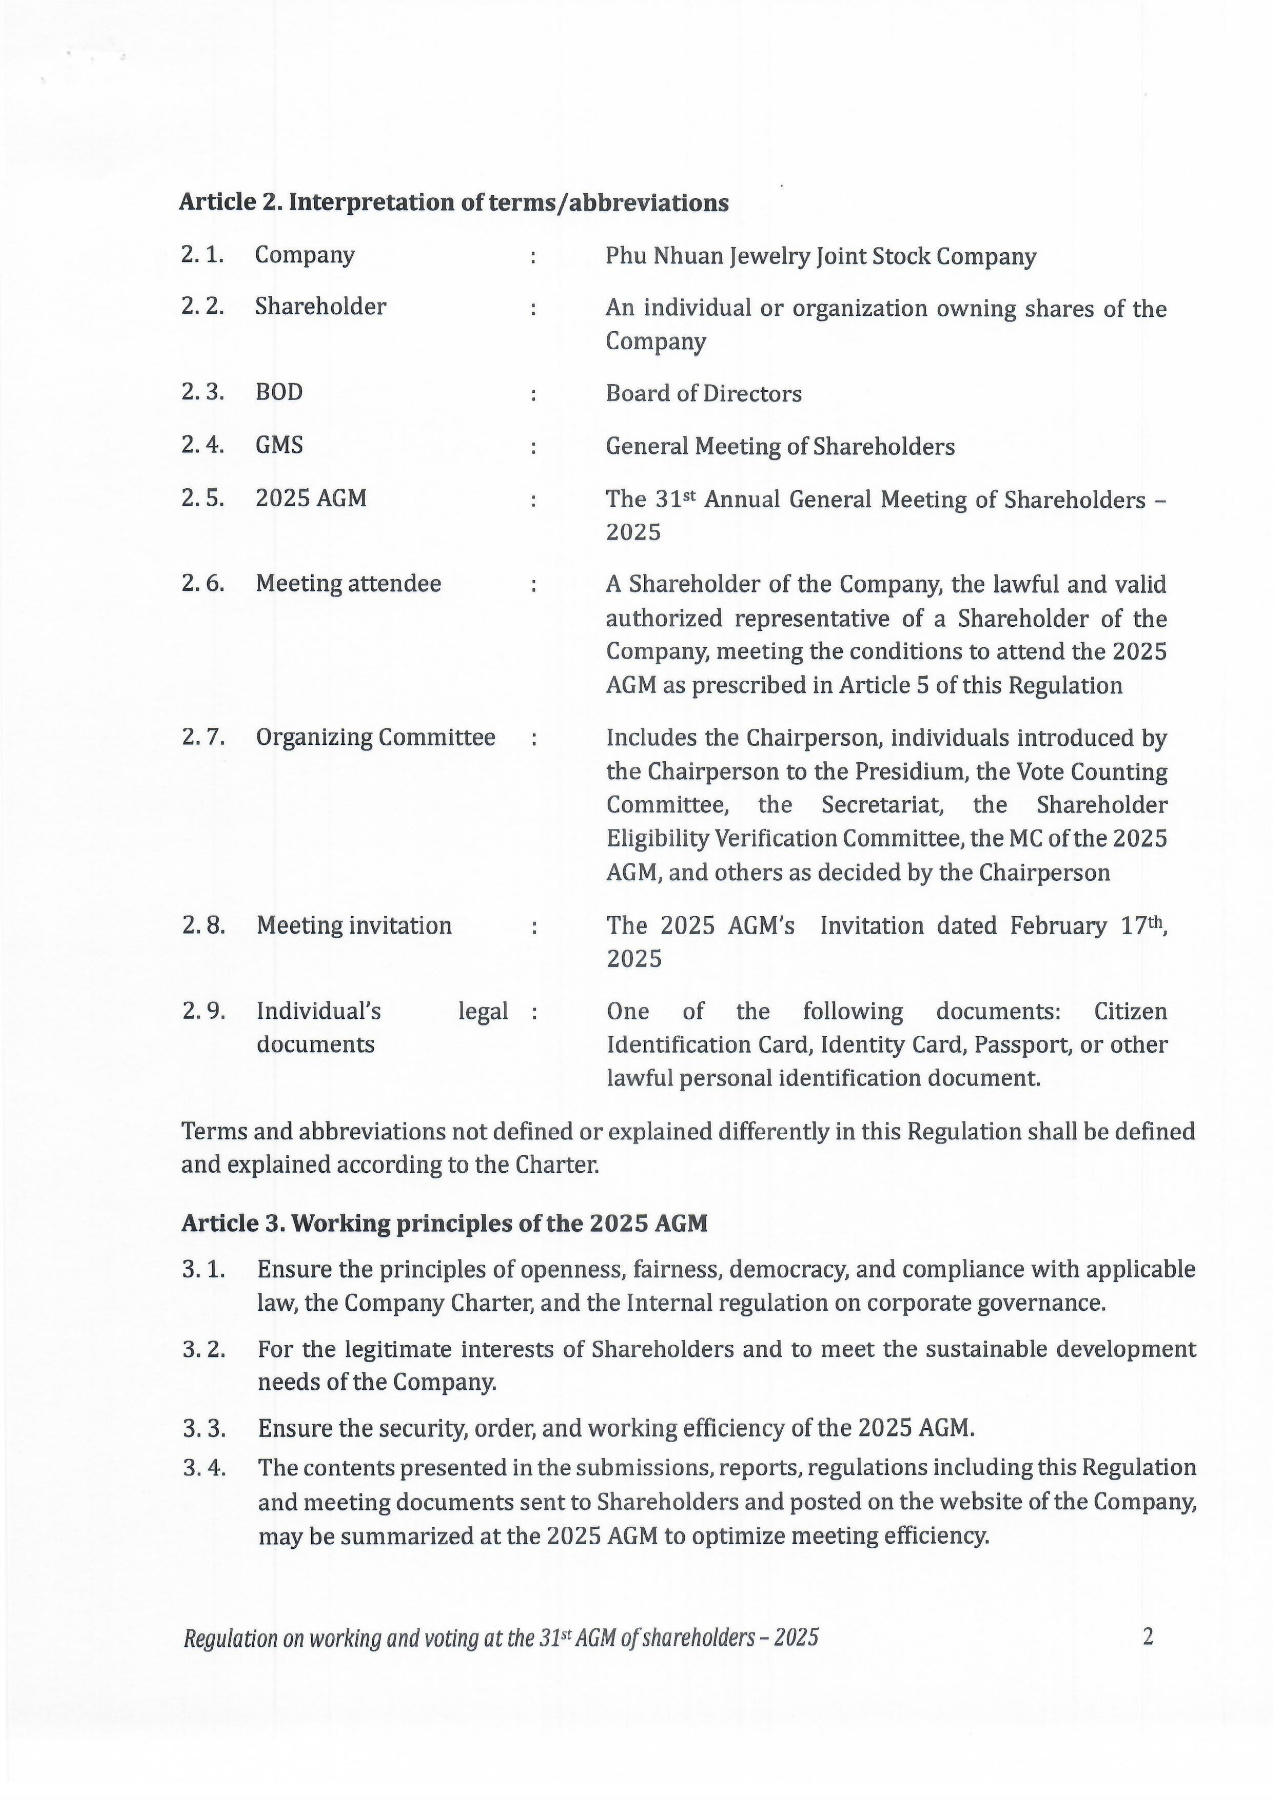 Article 2. Interpretation of terms/abbreviations
2. 1. Company : Phu Nhuan Jewelry Joint Stock Company
2. 2. Shareholder : An individual or organization owning shares of the
Company
2. 3. BOD : Board of Directors
2. 4. GMS : General Meeting of Shareholders
2. 5. 2025 AGM : The 31st Annual General Meeting of Shareholders –
2025
2. 6. Meeting attendee : A Shareholder of the Company, the lawful and valid
authorized representative of a Shareholder of the
Company, meeting the conditions to attend the 2025
AGM as prescribed in Article 5 of this Regulation
2. 7. Organizing Committee : Includes the Chairperson, individuals introduced by
the Chairperson to the Presidium, the Vote Counting
Committee, the Secretariat, the Shareholder
Eligibility Verification Committee, the MC of the 2025
AGM, and others as decided by the Chairperson
2. 8. Meeting invitation : The 2025 AGM's Invitation dated February 17th,
2025
2. 9. Individual's legal : One of the following documents: Citizen
documents Identification Card, Identity Card, Passport, or other
lawful personal identification document.
Terms and abbreviations not defined or explained differently in this Regulation shall be defined
and explained according to the Charter.
Article 3. Working principles of the 2025 AGM
3. 1. Ensure the principles of openness, fairness, democracy, and compliance with applicable
law, the Company Charter, and the Internal regulation on corporate governance.
3. 2. For the legitimate interests of Shareholders and to meet the sustainable development
needs of the Company.
3. 3. Ensure the security, order, and working efficiency of the 2025 AGM.
3. 4. The contents presented in the submissions, reports, regulations including this Regulation
and meeting documents sent to Shareholders and posted on the website of the Company,
may be summarized at the 2025 AGM to optimize meeting efficiency.
Regulation on working and voting at the 31st AGM of shareholders – 2025 2